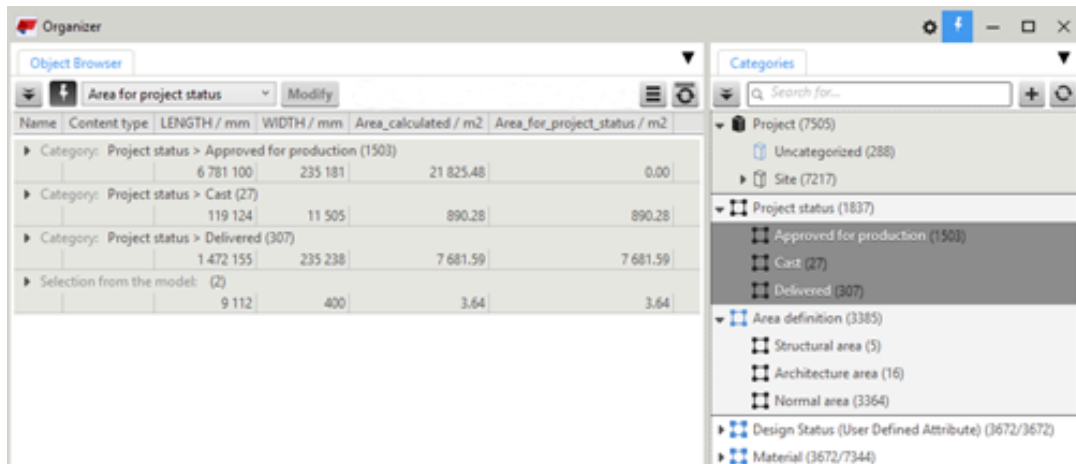 Organizer
Object Browser
Area for project status Modify
Name Content type LENGTH / mm WIDTH / mm Area_calculated / m2 Area_for_project_status / m2
Category: Project status > Approved for production (1503)
6 781 100 235 181 21 825.48 0.00
Category: Project status > Cast (27)
119 124 11 505 890.28 890.28
Category: Project status > Delivered (307)
1 472 155 235 238 7 681.59 7 681.59
Selection from the model: (2)
9 112 400 3.64 3.64
Categories
Search for...
Project (7505)
Uncategorized (288)
Site (7217)
Project status (1837)
Approved for production (1503)
Cast (27)
Delivered (307)
Area definition (3385)
Structural area (5)
Architecture area (16)
Normal area (3364)
Design Status (User Defined Attribute) (3672/3672)
Material (3672/7344)